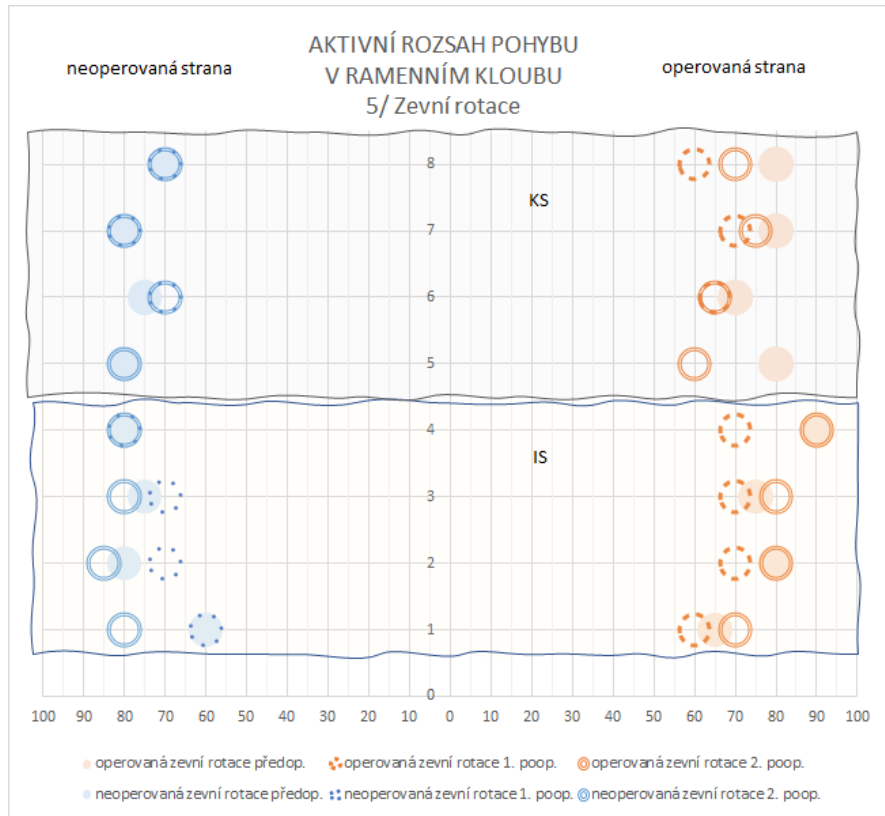 AKTIVNÍ ROZSAH POHYBU
neoperovaná strana
operovaná strana
V RAMENNÍM KLOUBU
5/ Zevní rotace
8
KS
7
6
5
4
IS
3
2
1
0
100 90 80 70 60 50 40 30 20 10 0 10 20 30 40 50 60 70 80 90 100
operovaná zevní rotace předop. operovaná zevní rotace 1. poop. operovaná zevní rotace 2. poop.
neoperovaná zevní rotace předop. neoperovaná zevní rotace 1. poop. neoperovaná zevní rotace 2. poop.